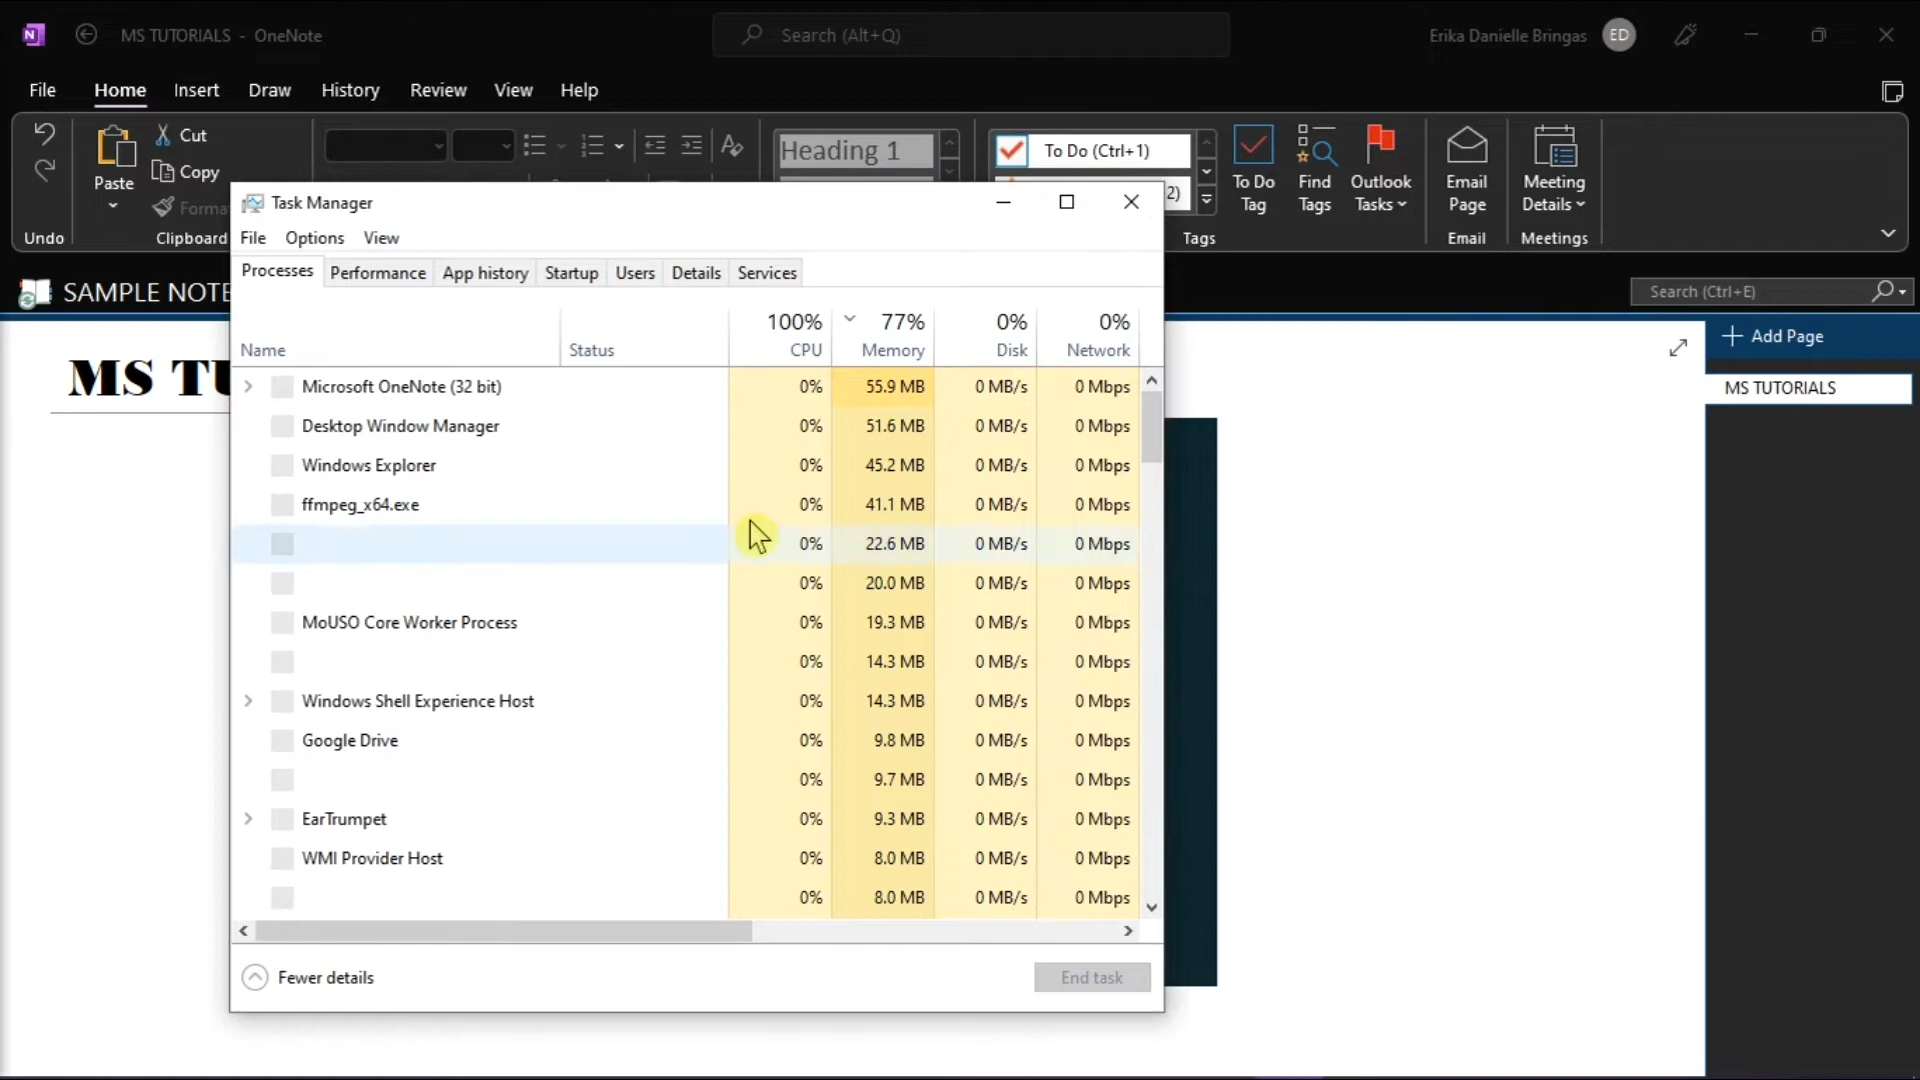 MS TUTORIALS - OneNote
Search (Alt+Q)
Erika Danielle Bringas ED
File Home Insert Draw History Review View Help
Undo
Paste
Cut
Copy
Forma
Clipboard
Heading 1
To Do (Ctrl+1)
2)
Tags
To Do
Tag
Find
Tags
Outlook
Tasks
Email
Page
Email
Meeting
Details
Meetings
SAMPLE NOTE
Search (Ctrl+E)
MS TU
Add Page
MS TUTORIALS
Task Manager
File Options View
Processes Performance App history Startup Users Details Services
100% 77% 0% 0%
Name Status CPU Memory Disk Network
Microsoft OneNote (32 bit) 0% 55.9 MB 0 MB/s 0 Mbps
Desktop Window Manager 0% 51.6 MB 0 MB/s 0 Mbps
Windows Explorer 0% 45.2 MB 0 MB/s 0 Mbps
ffmpeg_x64.exe 0% 41.1 MB 0 MB/s 0 Mbps
0% 22.6 MB 0 MB/s 0 Mbps
0% 20.0 MB 0 MB/s 0 Mbps
MoUSO Core Worker Process 0% 19.3 MB 0 MB/s 0 Mbps
0% 14.3 MB 0 MB/s 0 Mbps
Windows Shell Experience Host 0% 14.3 MB 0 MB/s 0 Mbps
Google Drive 0% 9.8 MB 0 MB/s 0 Mbps
0% 9.7 MB 0 MB/s 0 Mbps
EarTrumpet 0% 9.3 MB 0 MB/s 0 Mbps
WMI Provider Host 0% 8.0 MB 0 MB/s 0 Mbps
0% 8.0 MB 0 MB/s 0 Mbps
Fewer details
End task